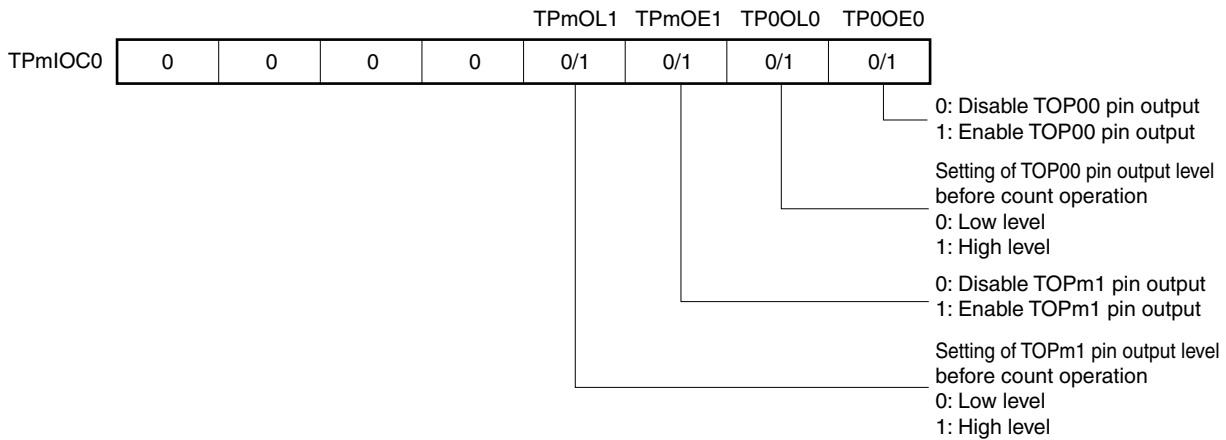 TPmOL1 TPmOE1 TP0OL0 TP0OE0
TPmIOC0 0 0 0 0 0/1 0/1 0/1 0/1
0: Disable TOP00 pin output
1: Enable TOP00 pin output
Setting of TOP00 pin output level
before count operation
0: Low level
1: High level
0: Disable TOPm1 pin output
1: Enable TOPm1 pin output
Setting of TOPm1 pin output level
before count operation
0: Low level
1: High level